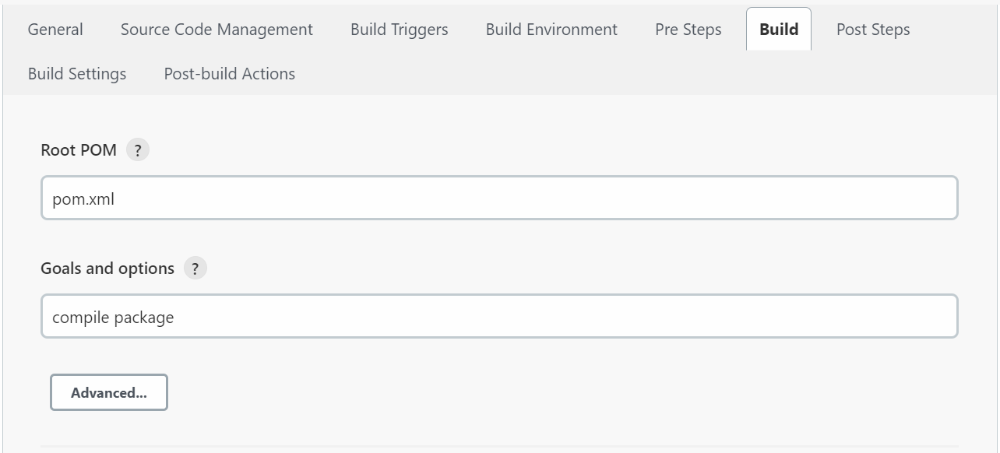 General Source Code Management Build Triggers Build Environment Pre Steps Build Post Steps
Build Settings Post-build Actions
Root POM ?
pom.xml
Goals and options ?
compile package
Advanced...